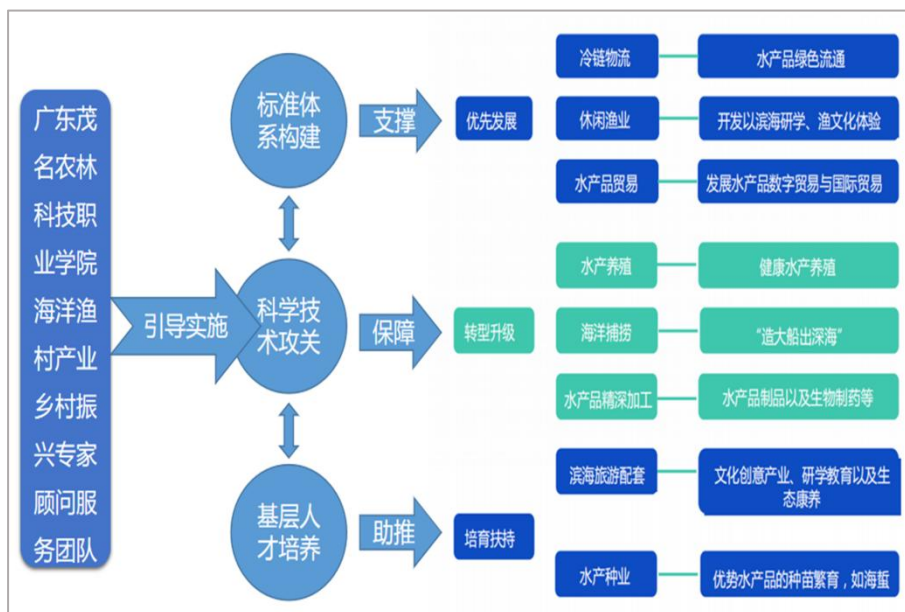 广东茂
名农林
科技职
业学院
海洋渔
村产业
乡村振
兴专家
顾问服
务团队
引导实施
标准体
系构建
支撑
优先发展
冷链物流
水产品绿色流通
休闲渔业
开发以滨海研学、渔文化体验
水产品贸易
发展水产品数字贸易与国际贸易
科学技
术攻关
保障
转型升级
水产养殖
健康水产养殖
海洋捕捞
“造大船出深海”
水产品精深加工
水产品制品以及生物制药等
基层人
才培养
助推
培育扶持
滨海旅游配套
文化创意产业、研学教育以及生
态康养
水产种业
优势水产品的种苗繁育，如海蜇